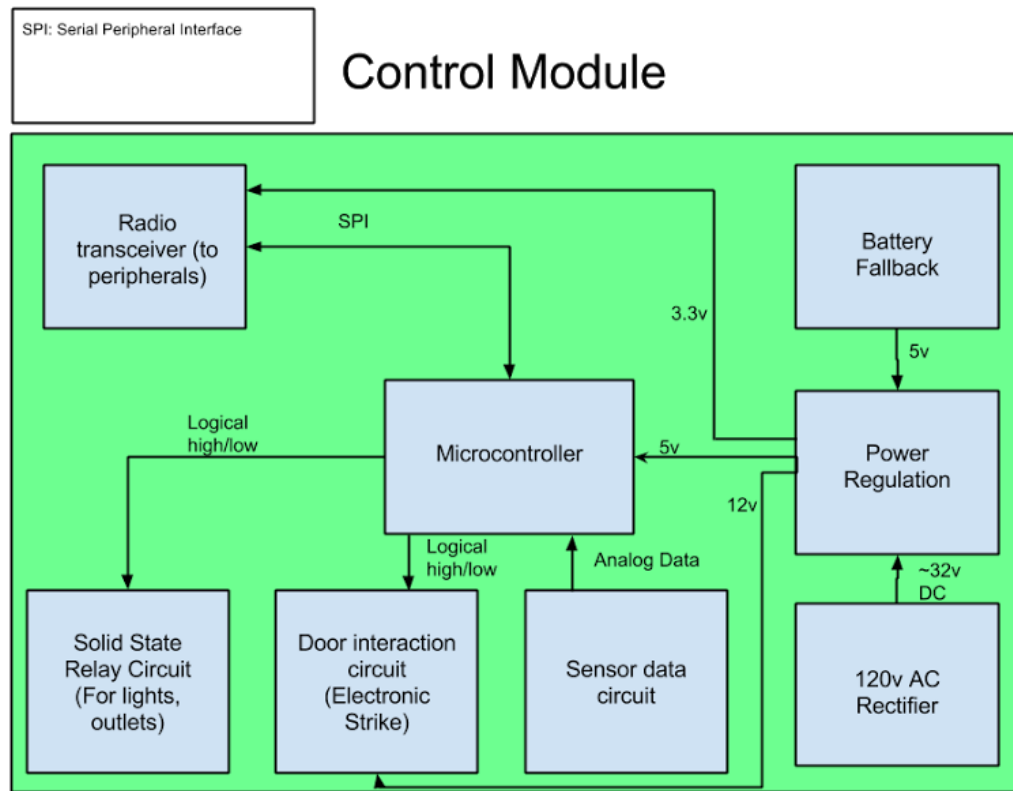 SPI: Serial Peripheral Interface
Control Module
Radio
transceiver (to
peripherals)
SPI
Battery
Fallback
3.3v
5v
Microcontroller
Logical
high/low
5v
Power
Regulation
12v
Logical
high/low
Analog Data
~32v
DC
Solid State
Relay Circuit
(For lights,
outlets)
Door interaction
circuit
(Electronic
Strike)
Sensor data
circuit
120v AC
Rectifier